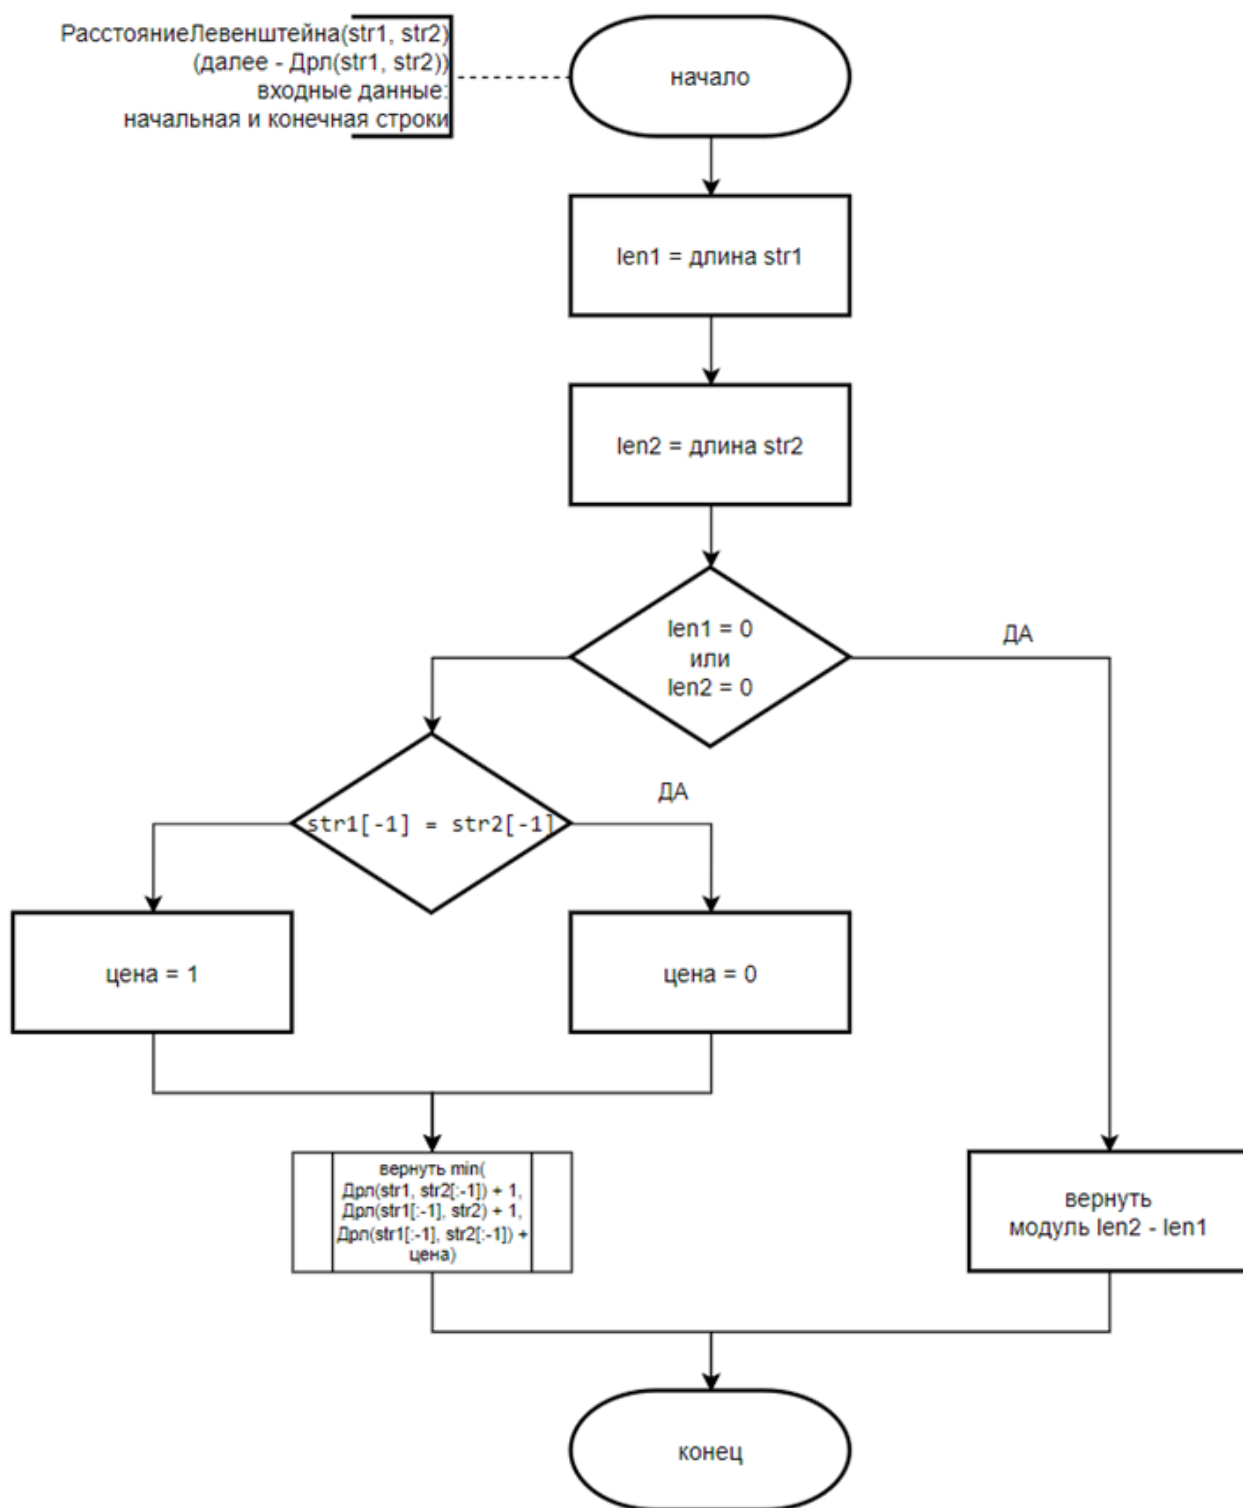 РасстояниеЛевенштейна(str1, str2)
(далее - Дрл(str1, str2))
входные данные:
начальная и конечная строки
начало
len1 = длина str1
len2 = длина str2
len1 = 0
или
len2 = 0
ДА
str1[-1] = str2[-1]
ДА
цена = 1
цена = 0
вернуть min(
Дрл(str1, str2[:-1]) + 1,
Дрл(str1[:-1], str2) + 1,
Дрл(str1[:-1], str2[:-1]) +
цена)
вернуть
модуль len2 - len1
конец